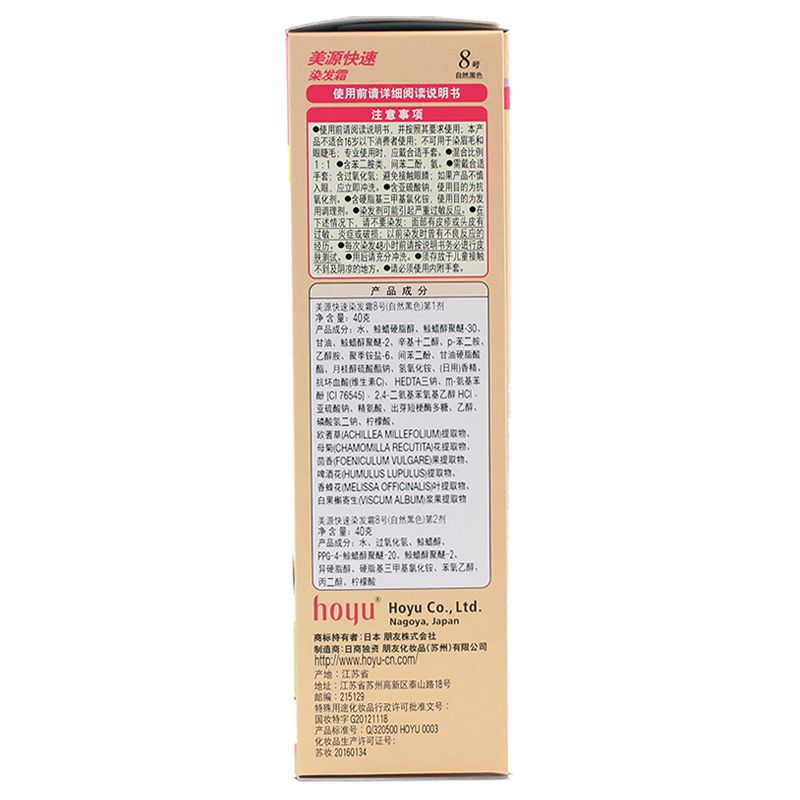 美源快速
染发霜
8号
自然黑色
使用前请详细阅读说明书
注意事项
●使用前请阅读说明书，并按照其要求使用；本产
品不适合16岁以下消费者使用；不可用于染眉毛和
眼睫毛；专业使用时，应戴合适手套。●混合比例
1：1 ●含苯二胺类，间苯二酚，氨。●需戴合适
手套；含过氧化氢；避免接触眼睛；如果产品不慎
入眼，应立即冲洗。●含亚硫酸钠，使用目的为抗
氧化剂。●含硬脂基三甲基氯化铵，使用目的为发
用调理剂。●染发剂可能引起严重过敏反应。●在
下述情况下，请不要染发：面部有皮疹或头皮有
过敏、炎症或破损；以前染发时曾有不良反应的
经历。●每次染发48小时前请按说明书务必进行皮
肤测试。●用后请充分冲洗。●须存放于儿童接触
不到及阴凉的地方。●请必须使用内附手套。
产品成分
美源快速染发霜8号(自然黑色)第1剂
净含量：40克
产品成分：水、鲸蜡硬脂醇、鲸蜡醇聚醚-30、
甘油、鲸蜡醇聚醚-2、辛基十二醇、p-苯二胺、
乙醇胺、聚季铵盐-6、间苯二酚、甘油硬脂酸
酯、月桂醇硫酸酯钠、氢氧化铵、(日用)香精、
抗坏血酸(维生素C)、HEDTA三钠、m-氨基苯
酚 [CI 76545]、2,4-二氨基苯氧基乙醇 HCl、
亚硫酸钠、精氨酸、出芽短梗酶多糖、乙醇、
磷酸氢二钠、柠檬酸、
欧蓍草(ACHILLEA MILLEFOLIUM)提取物、
母菊(CHAMOMILLA RECUTITA)花提取物、
茴香(FOENICULUM VULGARE)果提取物、
啤酒花(HUMULUS LUPULUS)提取物、
香蜂花(MELISSA OFFICINALIS)叶提取物、
白果槲寄生(VISCUM ALBUM)浆果提取物
美源快速染发霜8号(自然黑色)第2剂
净含量：40克
产品成分：水、过氧化氢、鲸蜡醇、
PPG-4-鲸蜡醇聚醚-20、鲸蜡醇聚醚-2、
异硬脂醇、硬脂基三甲基氯化铵、苯氧乙醇、
丙二醇、柠檬酸
hoyu® Hoyu Co., Ltd.
Nagoya, Japan
商标持有者：日本 朋友株式会社
制造商：日商独资 朋友化妆品（苏州）有限公司
http://www.hoyu-cn.com/
产地：江苏省
地址：江苏省苏州高新区泰山路18号
邮编：215129
特殊用途化妆品行政许可批准文号：
国妆特字 G20121118
产品标准号：Q/320500 HOYU 0003
化妆品生产许可证号：
苏妆 20160134